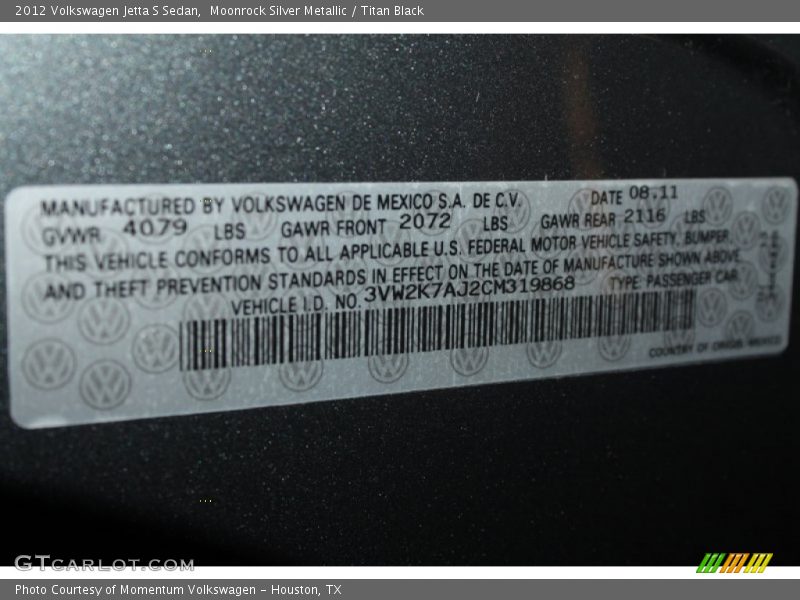 2012 Volkswagen Jetta S Sedan,  Moonrock Silver Metallic / Titan Black
MANUFACTURED BY VOLKSWAGEN DE MEXICO S.A. DE C.V. DATE 08.11
GVWR 4079 LBS GAWR FRONT 2072 LBS GAWR REAR 2116 LBS
THIS VEHICLE CONFORMS TO ALL APPLICABLE U.S. FEDERAL MOTOR VEHICLE SAFETY, BUMPER,
AND THEFT PREVENTION STANDARDS IN EFFECT ON THE DATE OF MANUFACTURE SHOWN ABOVE
VEHICLE I.D. NO. 3VW2K7AJ2CM319868 TYPE: PASSENGER CAR
COUNTRY OF ORIGIN: MEXICO
GTCARLOT.COM
Photo Courtesy of Momentum Volkswagen - Houston, TX